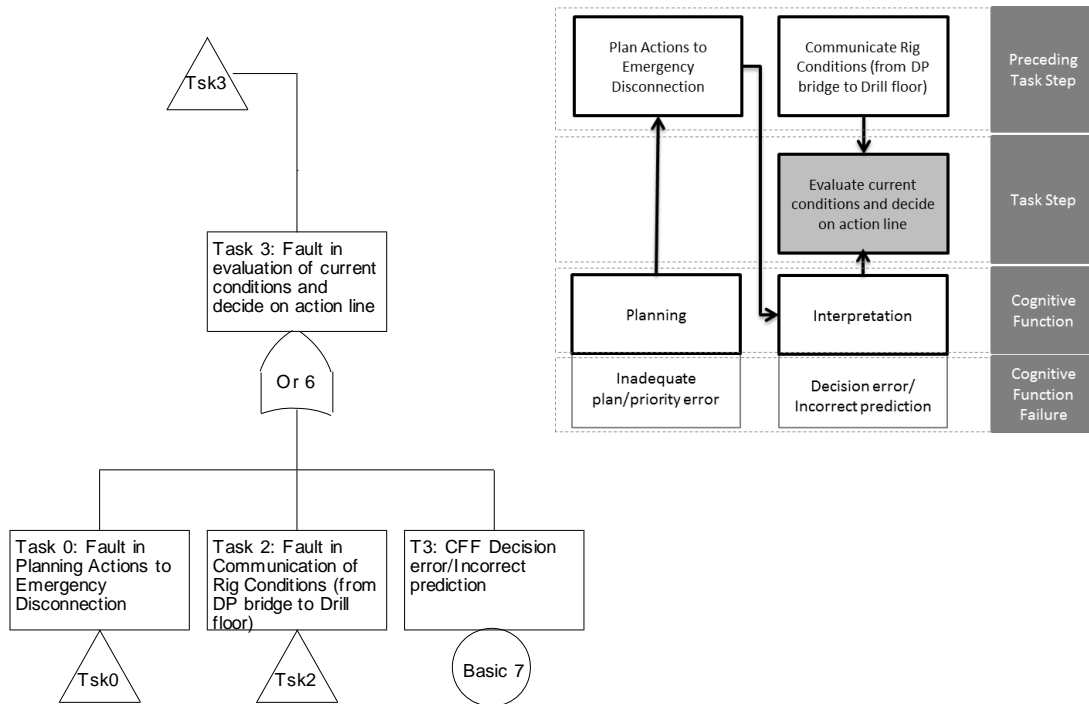 Tsk3
Task 3: Fault in
evaluation of current
conditions and
decide on action line
Or 6
Task 0: Fault in
Planning Actions to
Emergency
Disconnection
Task 2: Fault in
Communication of
Rig Conditions (from
DP bridge to Drill
floor)
T3: CFF Decision
error/Incorrect
prediction
Tsk0
Tsk2
Basic 7
Plan Actions to
Emergency
Disconnection
Communicate Rig
Conditions (from DP
bridge to Drill floor)
Preceding
Task Step
Evaluate current
conditions and decide
on action line
Task Step
Planning
Interpretation
Cognitive
Function
Inadequate
plan/priority error
Decision error/
Incorrect prediction
Cognitive
Function
Failure